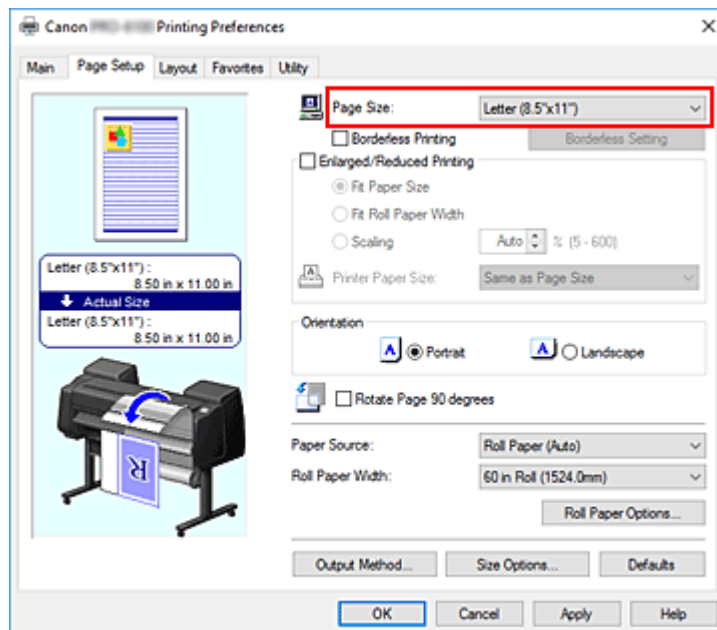 Canon Printing Preferences
Main Page Setup Layout Favorites Utility
Page Size: Letter (8.5"x11")
Borderless Printing Borderless Setting
Enlarged/Reduced Printing
Fit Paper Size
Fit Roll Paper Width
Scaling Auto % (5 - 600)
Printer Paper Size: Same as Page Size
Letter (8.5"x11") :
8.50 in x 11.00 in
Actual Size
Letter (8.5"x11") :
8.50 in x 11.00 in
Orientation
A Portrait A Landscape
Rotate Page 90 degrees
R
Paper Source: Roll Paper (Auto)
Roll Paper Width: 60 in Roll (1524.0mm)
Roll Paper Options...
Output Method... Size Options... Defaults
OK Cancel Apply Help